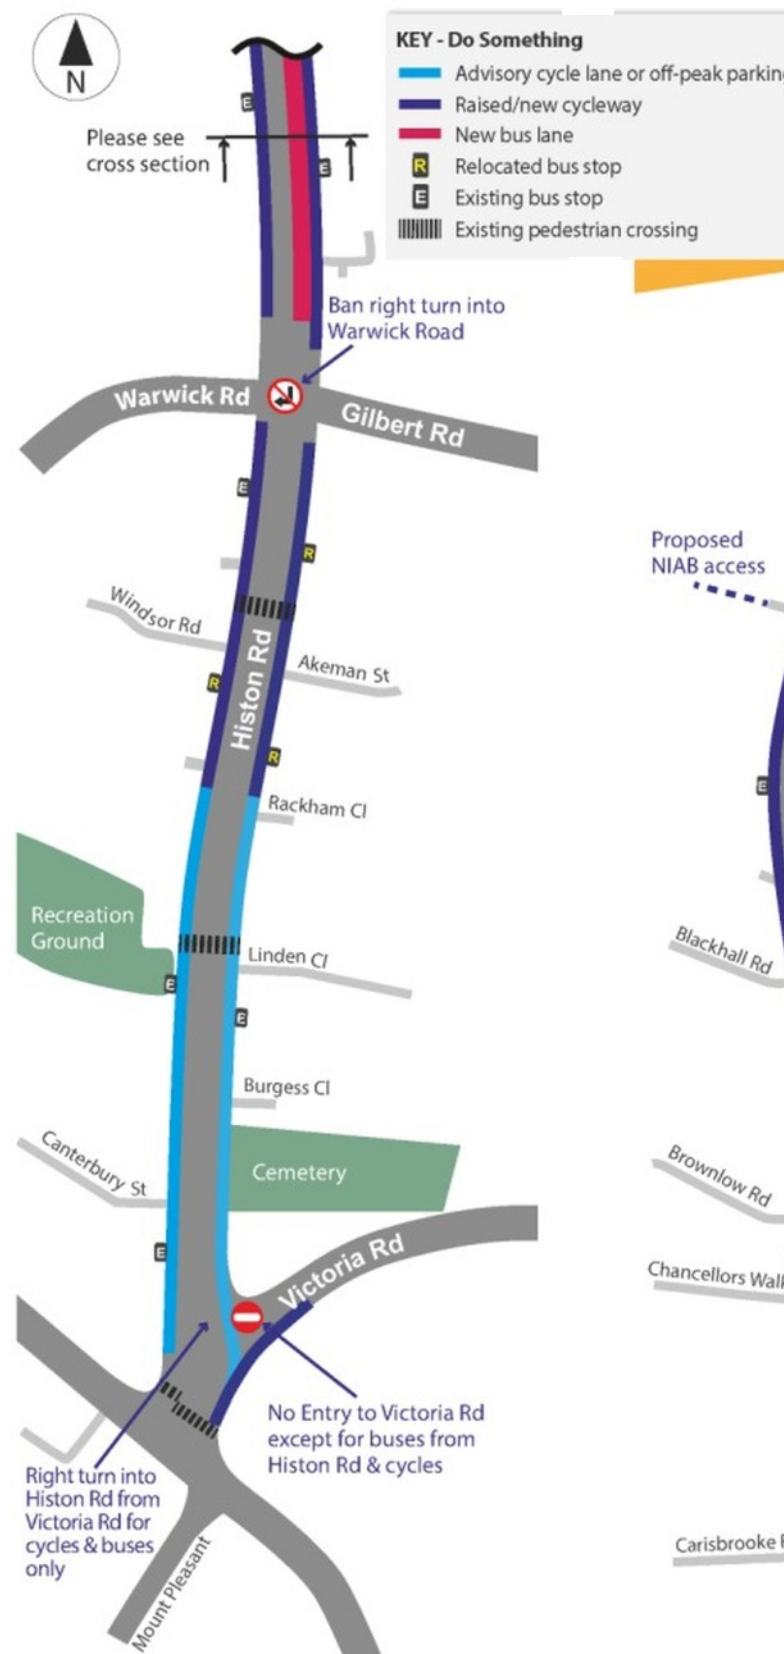 N
KEY - Do Something
Advisory cycle lane or off-peak parking
Raised/new cycleway
New bus lane
R Relocated bus stop
E Existing bus stop
Existing pedestrian crossing
E
Please see
cross section
E
Ban right turn into
Warwick Road
Warwick Rd
Gilbert Rd
E
R
Proposed
NIAB access
Windsor Rd
Histon Rd
Akeman St
R
R
E
Rackham Cl
Recreation
Ground
Blackhall Rd
Linden Cl
E
E
Burgess Cl
Canterbury St
Cemetery
Brownlow Rd
E
Victoria Rd
Chancellors Walk
No Entry to Victoria Rd
except for buses from
Histon Rd & cycles
Right turn into
Histon Rd from
Victoria Rd for
cycles & buses
only
Mount Pleasant
Carisbrooke